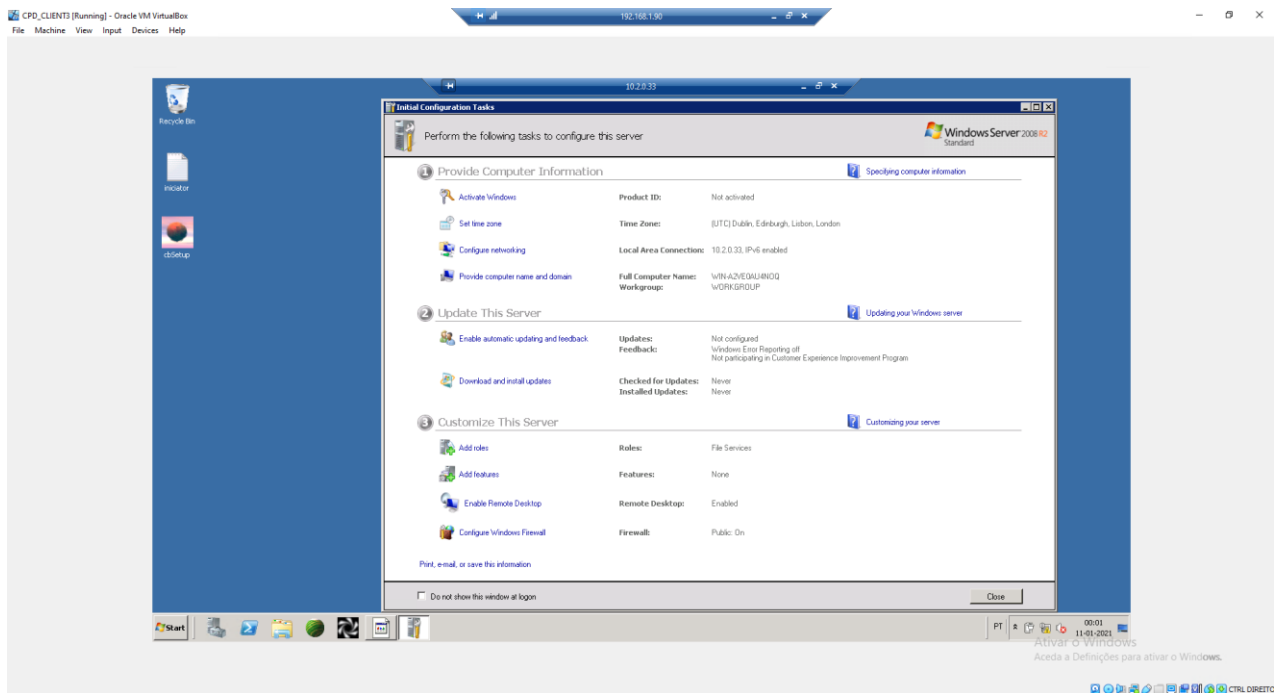 CPD_CLIENT3 [Running] - Oracle VM VirtualBox
192.168.1.90
File Machine View Input Devices Help
10.2.0.33
Recycle Bin
iniciator
cbSetup
Initial Configuration Tasks
Perform the following tasks to configure this server
Windows Server 2008 R2
Standard
1 Provide Computer Information
Specifying computer information
Activate Windows Product ID: Not activated
Set time zone Time Zone: (UTC) Dublin, Edinburgh, Lisbon, London
Configure networking Local Area Connection: 10.2.0.33, IPv6 enabled
Provide computer name and domain Full Computer Name: WIN-A2VE0AU4NOQ
Workgroup: WORKGROUP
2 Update This Server
Updating your Windows server
Enable automatic updating and feedback Updates: Not configured
Feedback: Windows Error Reporting off
Not participating in Customer Experience Improvement Program
Download and install updates Checked for Updates: Never
Installed Updates: Never
3 Customize This Server
Customizing your server
Add roles Roles: File Services
Add features Features: None
Enable Remote Desktop Remote Desktop: Enabled
Configure Windows Firewall Firewall: Public: On
Print, e-mail, or save this information
Do not show this window at logon
Close
Start
PT
00:01
11-01-2021
Ativar o Windows
Aceda a Definições para ativar o Windows.
CTRL DIREITO